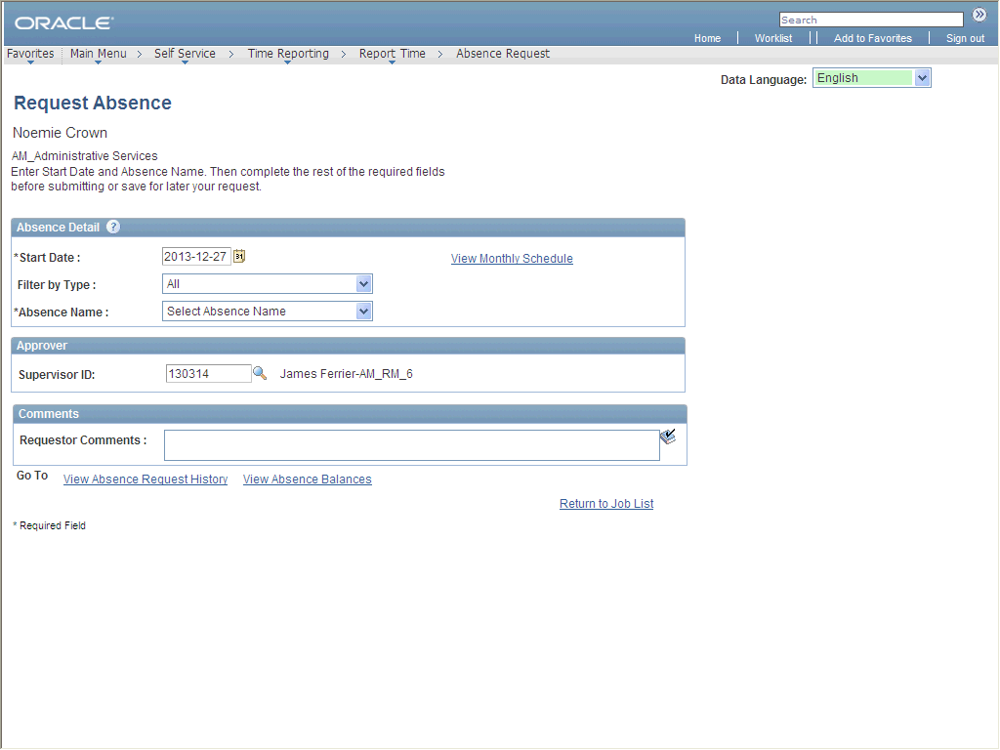 ORACLE
Search
Home Worklist Add to Favorites Sign out
Favorites Main Menu > Self Service > Time Reporting > Report Time > Absence Request
Data Language: English
Request Absence
Noemie Crown
AM_Administrative Services
Enter Start Date and Absence Name. Then complete the rest of the required fields
before submitting or save for later your request.
Absence Detail ?
*Start Date : 2013-12-27 31 View Monthly Schedule
Filter by Type : All
*Absence Name : Select Absence Name
Approver
Supervisor ID: 130314 James Ferrier-AM_RM_6
Comments
Requestor Comments :
Go To View Absence Request History View Absence Balances
Return to Job List
* Required Field